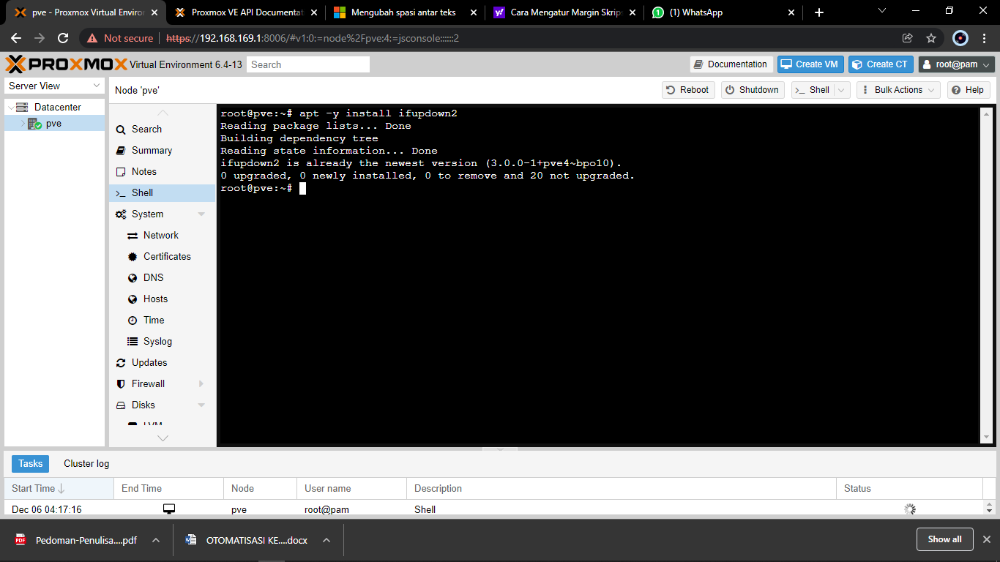 pve - Proxmox Virtual Enviror
Proxmox VE API Documentat
Mengubah spasi antar teks
Cara Mengatur Margin Skrips
(1) WhatsApp
Not secure
https://192.168.169.1:8006/#v1:0:=node%2Fpve:4:=jsconsole::::::2
PROXMOX Virtual Environment 6.4-13
Search
Documentation
Create VM
Create CT
root@pam
Server View
Node 'pve'
Reboot
Shutdown
>_ Shell
Bulk Actions
Help
Datacenter
pve
Search
Summary
Notes
>_ Shell
System
Network
Certificates
DNS
Hosts
Time
Syslog
Updates
Firewall
Disks
LVM
root@pve:~# apt -y install ifupdown2
Reading package lists... Done
Building dependency tree
Reading state information... Done
ifupdown2 is already the newest version (3.0.0-1+pve4~bpo10).
0 upgraded, 0 newly installed, 0 to remove and 20 not upgraded.
root@pve:~#
Tasks
Cluster log
Start Time
End Time
Node
User name
Description
Status
Dec 06 04:17:16
pve
root@pam
Shell
Pedoman-Penulisa....pdf
OTOMATISASI KE....docx
Show all